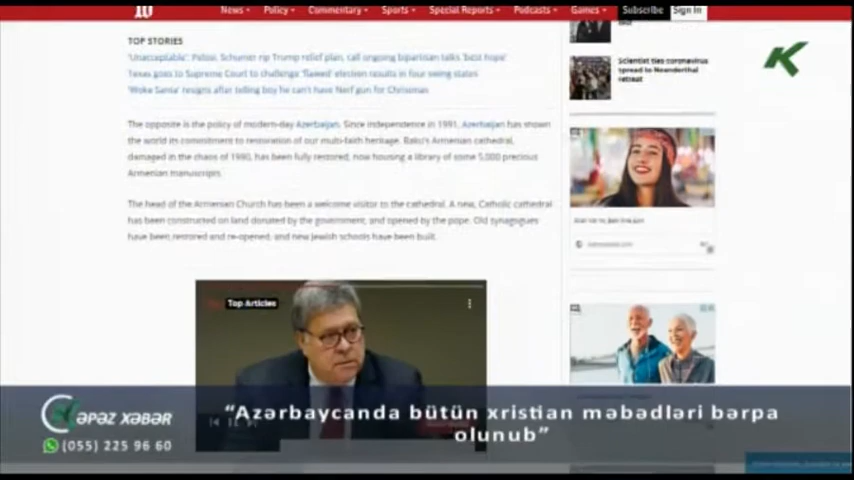 News
Policy
Commentary
Sports
Special Reports
Podcasts
Games
Subscribe
Sign In
TOP STORIES
'Unacceptable': Pelosi, Schumer rip Trump relief plan, call ongoing bipartisan talks 'best hope'
Texas goes to Supreme Court to challenge 'flawed' election results in four swing states
'Woke Santa' resigns after telling boy he can't have Nerf gun for Christmas
The opposite is the policy of modern-day Azerbaijan. Since independence in 1991, Azerbaijan has shown
the world its commitment to restoration of our multi-faith heritage. Baku's Armenian cathedral,
damaged in the chaos of 1990, has been fully restored, now housing a library of some 5,000 precious
Armenian manuscripts.
The head of the Armenian Church has been a welcome visitor to the cathedral. A new, Catholic cathedral
has been constructed on land donated by the government, and opened by the pope. Old synagogues
have been restored and re-opened, and new Jewish schools have been built.
Scientist ties coronavirus
spread to Neanderthal
retreat
Top Articles
ƏPƏZ XƏBƏR
(055) 225 96 60
“Azərbaycanda bütün xristian məbədləri bərpa
olunub”